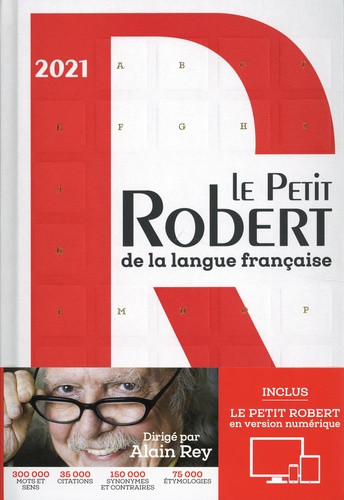 2021
A B C D
E F G H I
J
K
L M N O P
LE PETIT
ROBERT
de la langue française
INCLUS
LE PETIT ROBERT
en version numérique
Dirigé par
Alain Rey
300 000
MOTS ET
SENS
35 000
CITATIONS
150 000
SYNONYMES
ET CONTRAIRES
75 000
ÉTYMOLOGIES